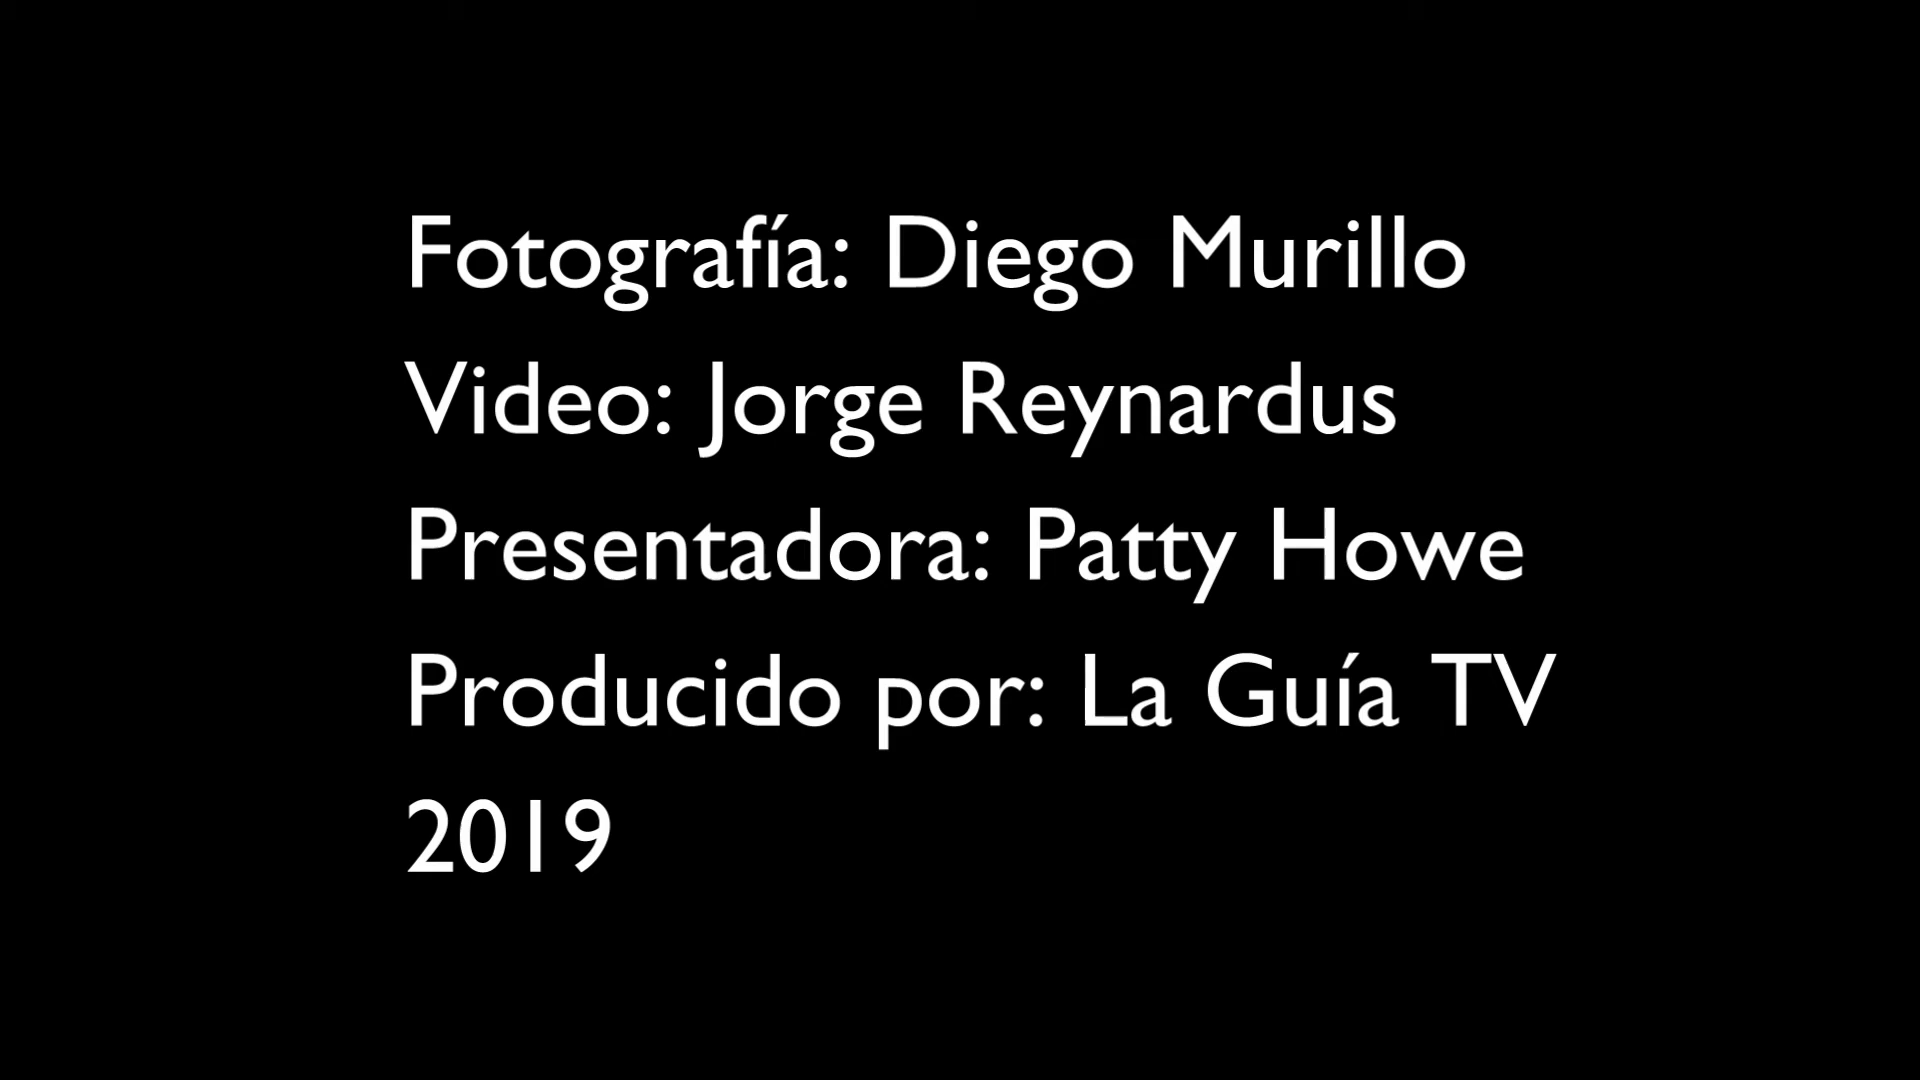 Fotografía: Diego Murillo
Video: Jorge Reynardus
Presentadora: Patty Howe
Producido por: La Guía TV
2019